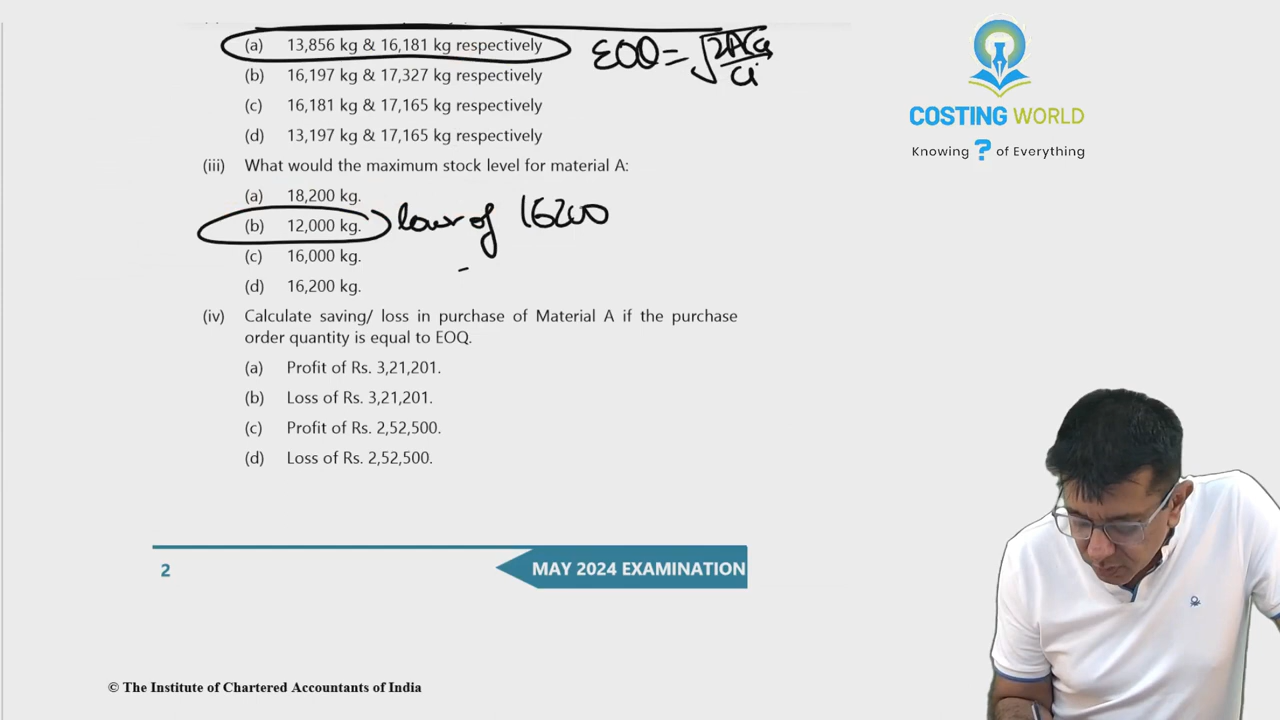 (a) 13,856 kg & 16,181 kg respectively
EOQ = √2ACo/Ci
(b) 16,197 kg & 17,327 kg respectively
(c) 16,181 kg & 17,165 kg respectively
(d) 13,197 kg & 17,165 kg respectively
(iii) What would the maximum stock level for material A:
(a) 18,200 kg.
(b) 12,000 kg. lower of 16200
(c) 16,000 kg.
(d) 16,200 kg.
(iv) Calculate saving/ loss in purchase of Material A if the purchase
order quantity is equal to EOQ.
(a) Profit of Rs. 3,21,201.
(b) Loss of Rs. 3,21,201.
(c) Profit of Rs. 2,52,500.
(d) Loss of Rs. 2,52,500.
2
MAY 2024 EXAMINATION
© The Institute of Chartered Accountants of India
COSTING WORLD
Knowing ? of Everything